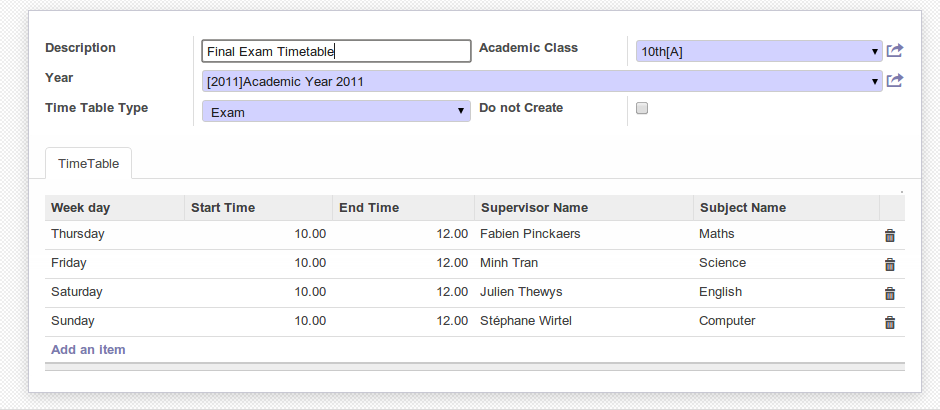 Description Final Exam Timetable Academic Class 10th[A]
Year [2011]Academic Year 2011
Time Table Type Exam Do not Create
TimeTable
Week day Start Time End Time Supervisor Name Subject Name
Thursday 10.00 12.00 Fabien Pinckaers Maths
Friday 10.00 12.00 Minh Tran Science
Saturday 10.00 12.00 Julien Thewys English
Sunday 10.00 12.00 Stéphane Wirtel Computer
Add an item